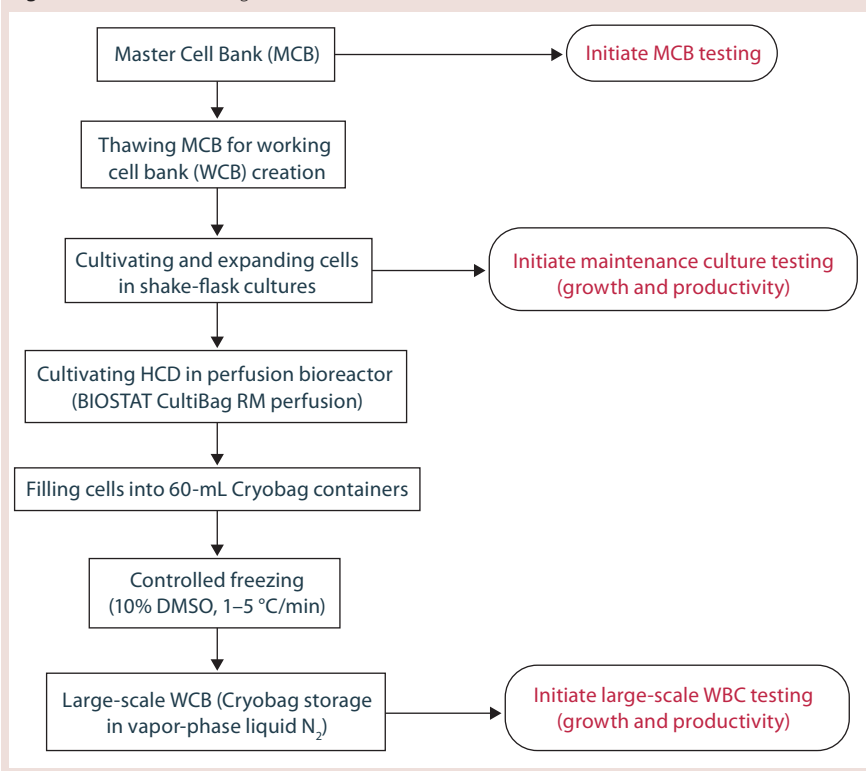 Master Cell Bank (MCB)
Initiate MCB testing
Thawing MCB for working
cell bank (WCB) creation
Cultivating and expanding cells
in shake-flask cultures
Initiate maintenance culture testing
(growth and productivity)
Cultivating HCD in perfusion bioreactor
(BIOSTAT CultiBag RM perfusion)
Filling cells into 60-mL Cryobag containers
Controlled freezing
(10% DMSO, 1–5 °C/min)
Large-scale WCB (Cryobag storage
in vapor-phase liquid N₂)
Initiate large-scale WBC testing
(growth and productivity)